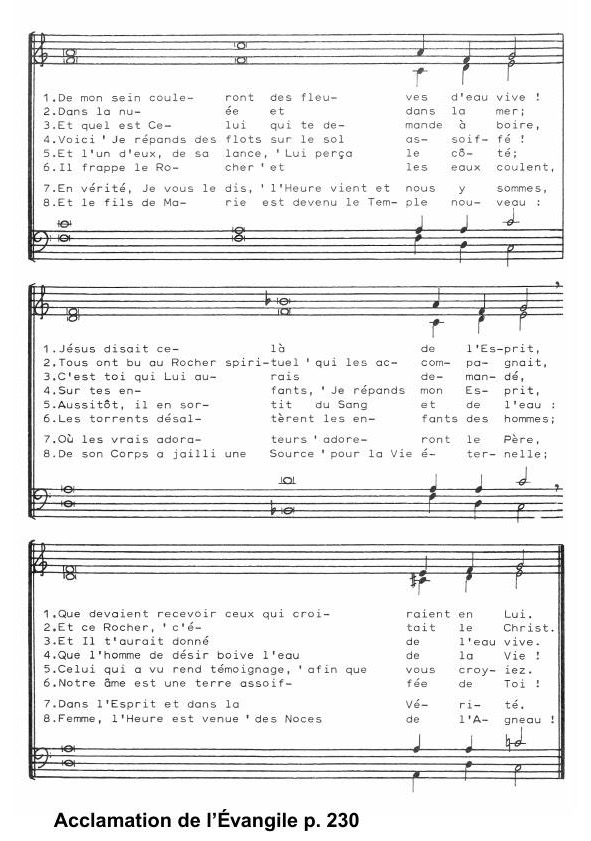 1.De mon sein coule- ront des fleu- ves d'eau vive !
2.Dans la nu- ée et dans la mer;
3.Et quel est Ce- lui qui te de- mande à boire,
4.Voici ' Je répands des flots sur le sol as- soif- fé !
5.Et l'un d'eux, de sa lance, ' Lui perça le cô- té;
6.Il frappe le Ro- cher ' et les eaux coulent,
7.En vérité, Je vous le dis, ' l'Heure vient et nous y sommes,
8.Et le fils de Ma- rie est devenu le Tem- ple nou- veau :
1.Jésus disait ce- là de l'Es-prit,
2.Tous ont bu au Rocher spiri-tuel ' qui les ac- com- pa- gnait,
3.C'est toi qui Lui au- rais de- man- dé,
4.Sur tes en- fants, ' Je répands mon Es- prit,
5.Aussitôt, il en sor- tit du Sang et de l'eau :
6.Les torrents désal- tèrent les en- fants des hommes;
7.Où les vrais adora- teurs ' adore- ront le Père,
8.De son Corps a jailli une Source ' pour la Vie é- ter- nelle;
1.Que devaient recevoir ceux qui croi- raient en Lui.
2.Et ce Rocher, ' c'é- tait le Christ.
3.Et Il t'aurait donné de l'eau vive.
4.Que l'homme de désir boive l'eau de la Vie !
5.Celui qui a vu rend témoignage, ' afin que vous croy- iez.
6.Notre âme est une terre assoif- fée de Toi !
7.Dans l'Esprit et dans la Vé- ri- té.
8.Femme, l'Heure est venue ' des Noces de l'A- gneau !
Acclamation de l'Évangile p. 230